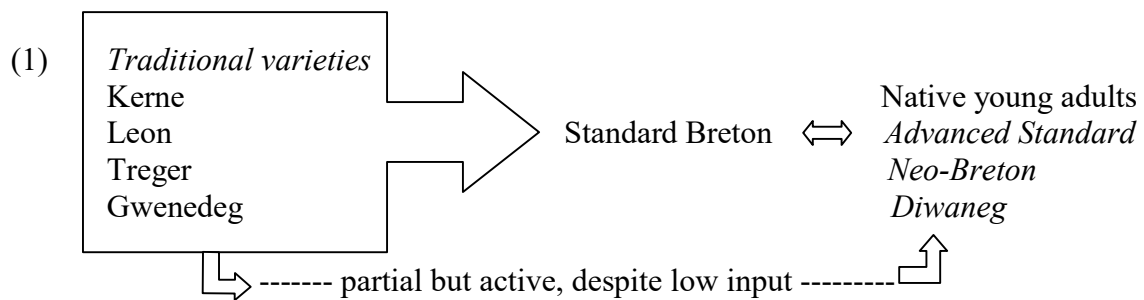 (1)
Traditional varieties
Kerne
Leon
Treger
Gwenedeg
Standard Breton
Native young adults
Advanced Standard
Neo-Breton
Diwaneg
------- partial but active, despite low input ---------